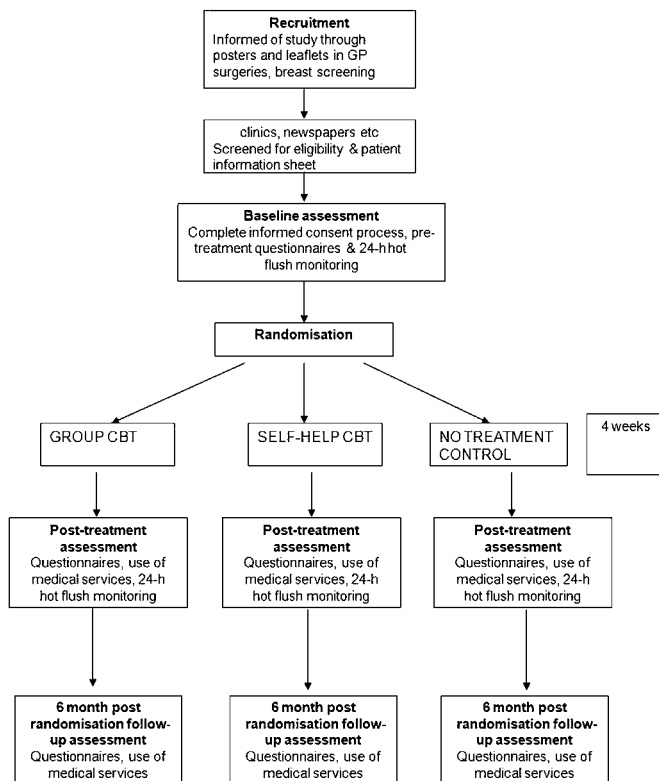 Recruitment
Informed of study through
posters and leaflets in GP
surgeries, breast screening
clinics, newspapers etc
Screened for eligibility & patient
information sheet
Baseline assessment
Complete informed consent process, pre-
treatment questionnaires & 24-h hot
flush monitoring
Randomisation
GROUP CBT
SELF-HELP CBT
NO TREATMENT
CONTROL
4 weeks
Post-treatment
assessment
Questionnaires, use of
medical services, 24-h
hot flush monitoring
Post-treatment
assessment
Questionnaires, use
of medical services, 24-h
hot flush monitoring
Post-treatment
assessment
Questionnaires, use of
medical services, 24-h
hot flush monitoring
6 month post
randomisation follow-
up assessment
Questionnaires, use of
medical services
6 month post
randomisation follow-
up assessment
Questionnaires, use of
medical services
6 month post
randomisation follow-
up assessment
Questionnaires, use of
medical services